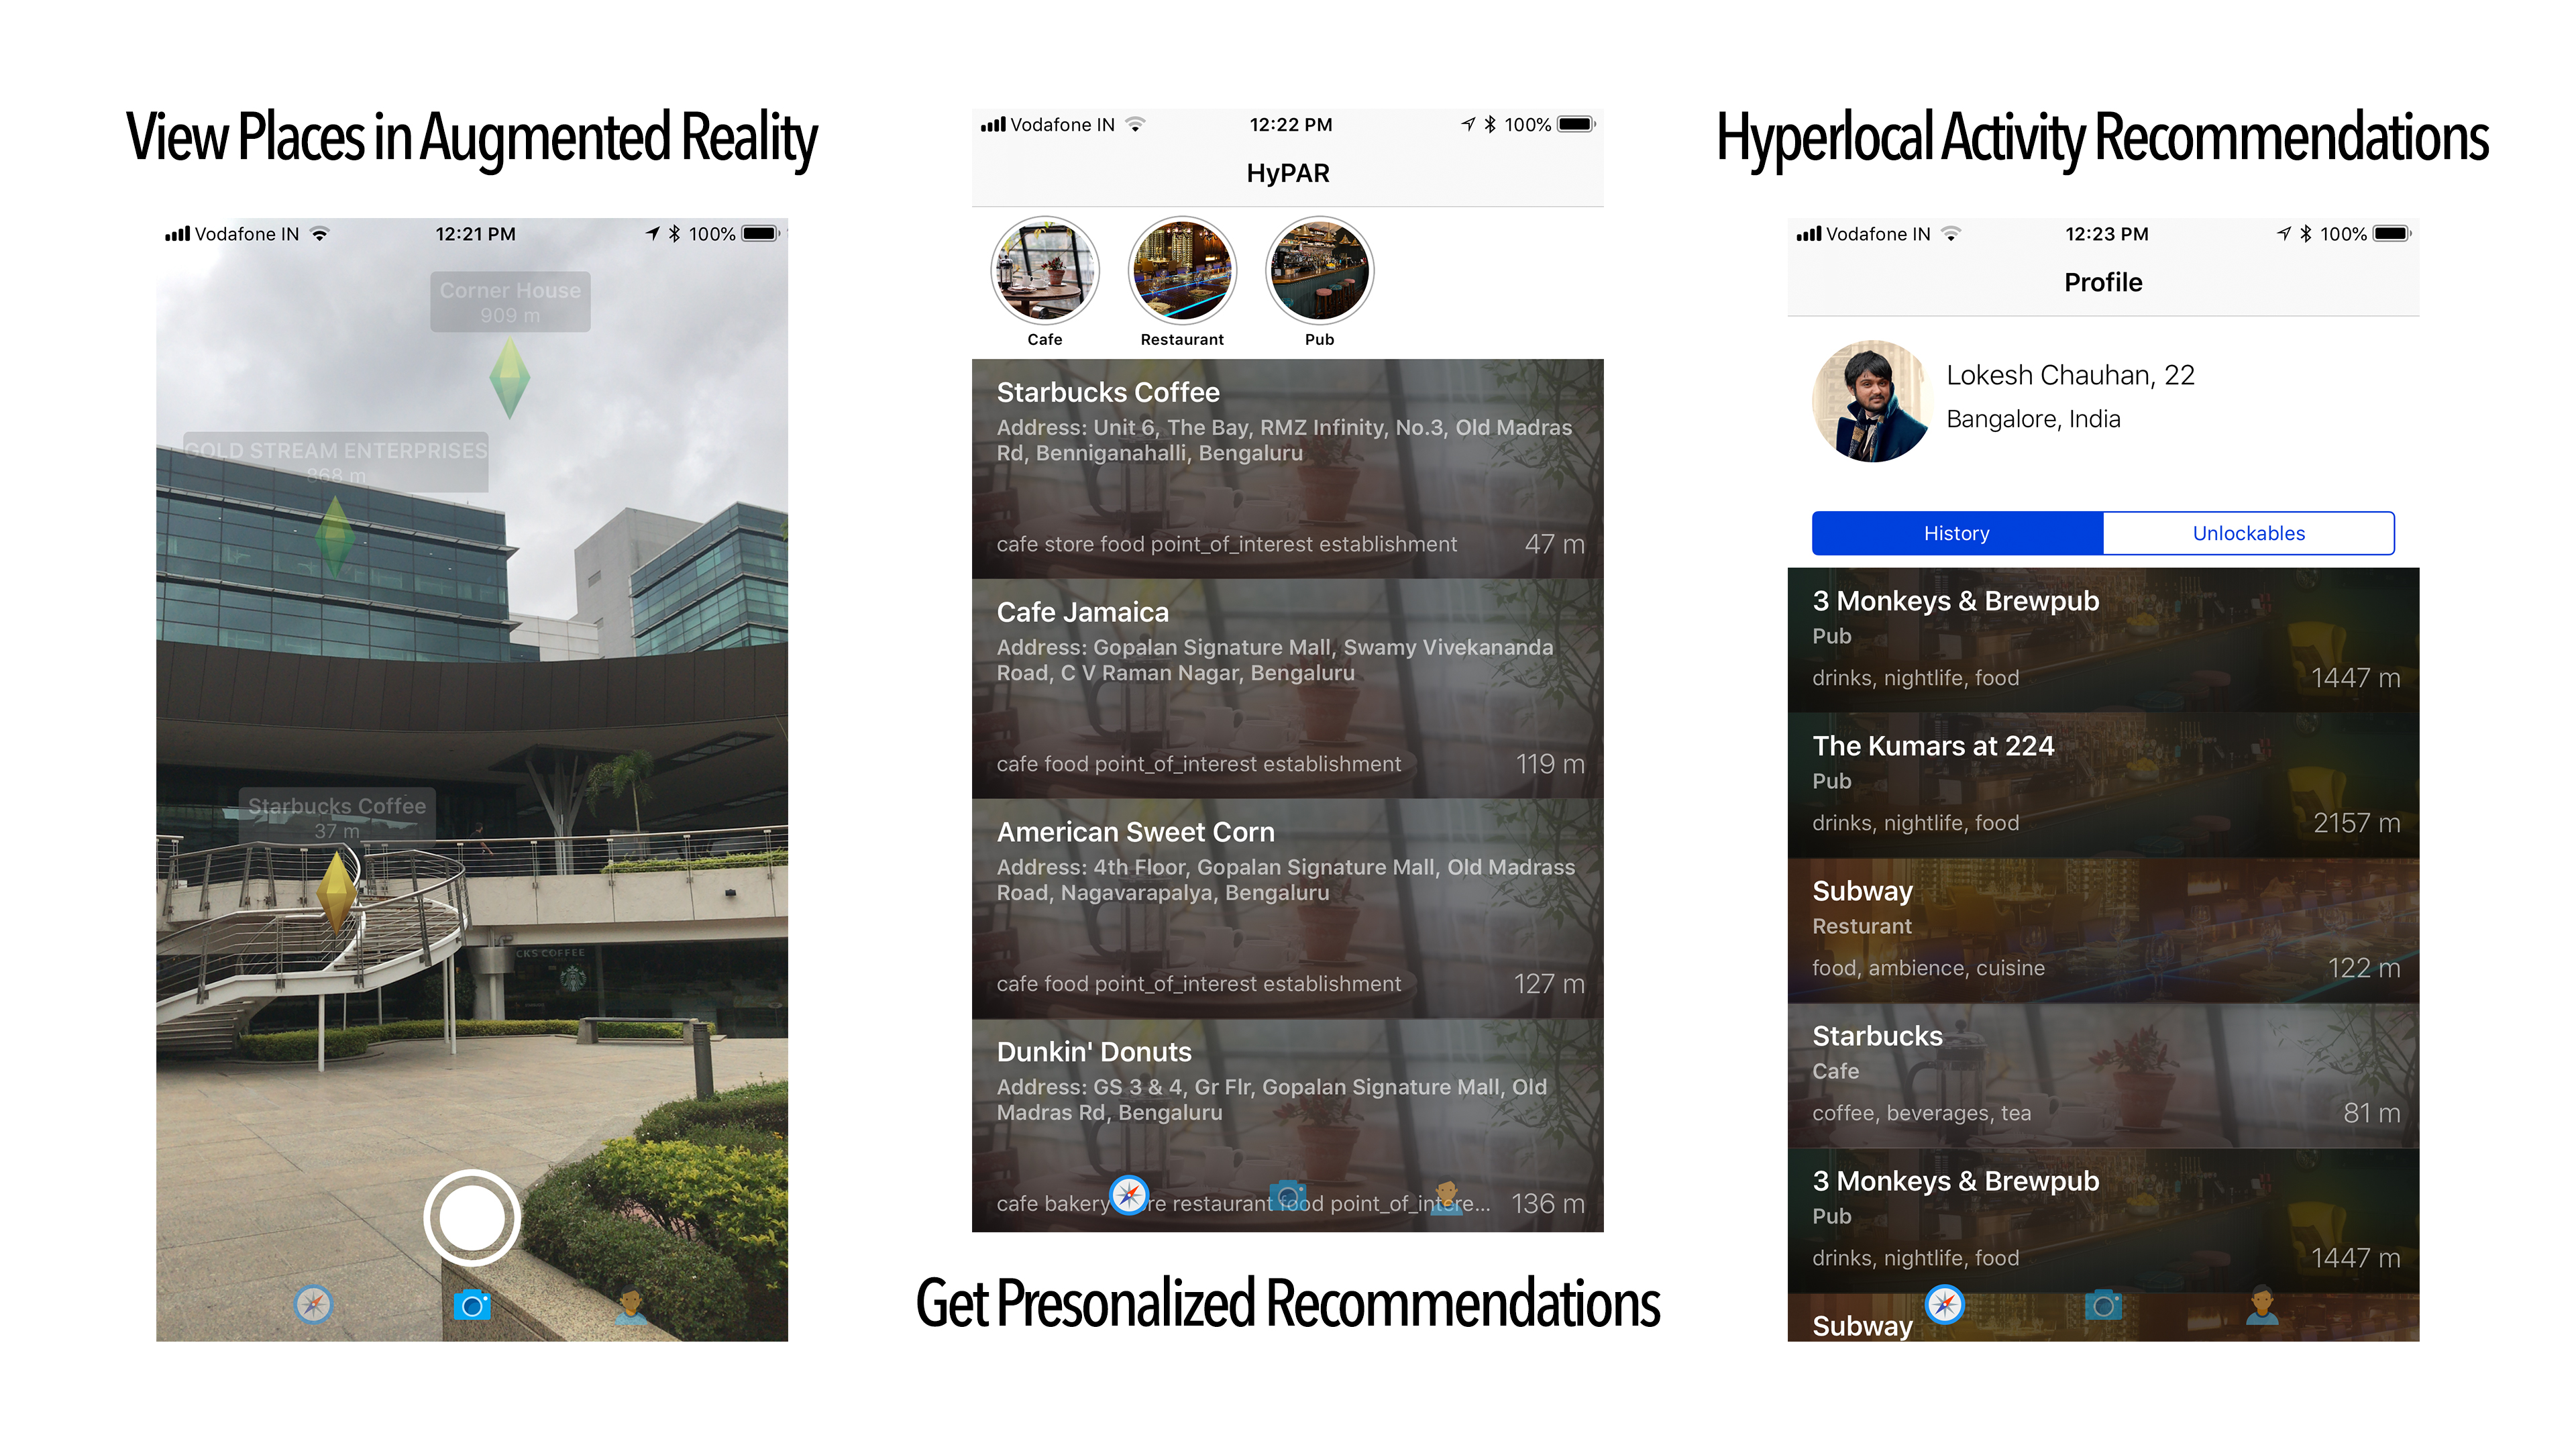 View Places in Augmented Reality
Vodafone IN
12:21 PM
100%
Corner House
909 m
GOLD STREAM ENTERPRISES
868 m
Starbucks Coffee
37 m
CKS COFFEE
Vodafone IN
12:22 PM
100%
HyPAR
Cafe
Restaurant
Pub
Starbucks Coffee
Address: Unit 6, The Bay, RMZ Infinity, No.3, Old Madras
Rd, Benniganahalli, Bengaluru
cafe store food point_of_interest establishment
47 m
Cafe Jamaica
Address: Gopalan Signature Mall, Swamy Vivekananda
Road, C V Raman Nagar, Bengaluru
cafe food point_of_interest establishment
119 m
American Sweet Corn
Address: 4th Floor, Gopalan Signature Mall, Old Madrass
Road, Nagavarapalya, Bengaluru
cafe food point_of_interest establishment
127 m
Dunkin' Donuts
Address: GS 3 & 4, Gr Flr, Gopalan Signature Mall, Old
Madras Rd, Bengaluru
cafe bakery re restaurant food point_of_intere...
136 m
Get Presonalized Recommendations
Hyperlocal Activity Recommendations
Vodafone IN
12:23 PM
100%
Profile
Lokesh Chauhan, 22
Bangalore, India
History
Unlockables
3 Monkeys & Brewpub
Pub
drinks, nightlife, food
1447 m
The Kumars at 224
Pub
drinks, nightlife, food
2157 m
Subway
Resturant
food, ambience, cuisine
122 m
Starbucks
Cafe
coffee, beverages, tea
81 m
3 Monkeys & Brewpub
Pub
drinks, nightlife, food
1447 m
Subway